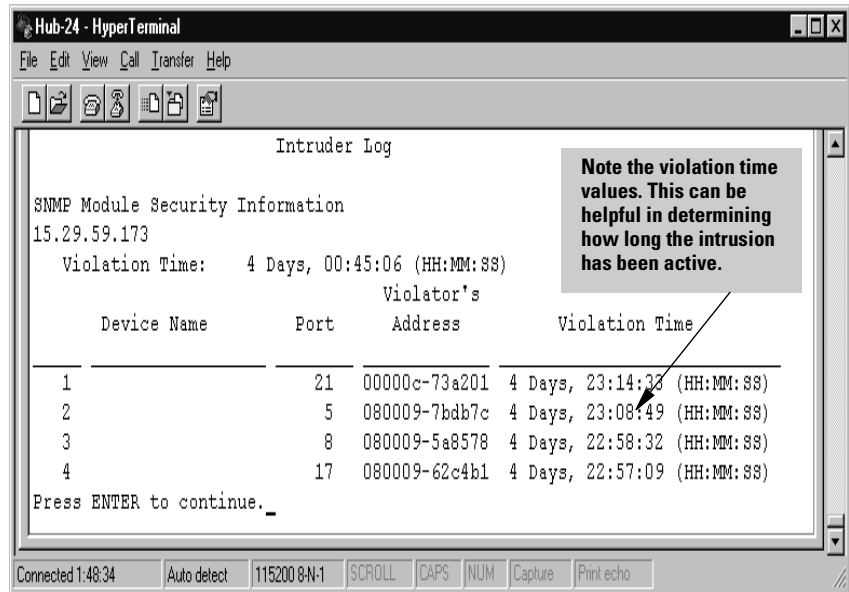 Hub-24 - HyperTerminal
File Edit View Call Transfer Help
Intruder Log
Note the violation time
values. This can be
helpful in determining
how long the intrusion
has been active.
SNMP Module Security Information
15.29.59.173
Violation Time: 4 Days, 00:45:06 (HH:MM:SS)
Violator's
Device Name Port Address Violation Time
1 21 00000c-73a201 4 Days, 23:14:33 (HH:MM:SS)
2 5 080009-7bdb7c 4 Days, 23:08:49 (HH:MM:SS)
3 8 080009-5a8578 4 Days, 22:58:32 (HH:MM:SS)
4 17 080009-62c4b1 4 Days, 22:57:09 (HH:MM:SS)
Press ENTER to continue._
Connected 1:48:34 Auto detect 115200 8-N-1 SCROLL CAPS NUM Capture Print echo